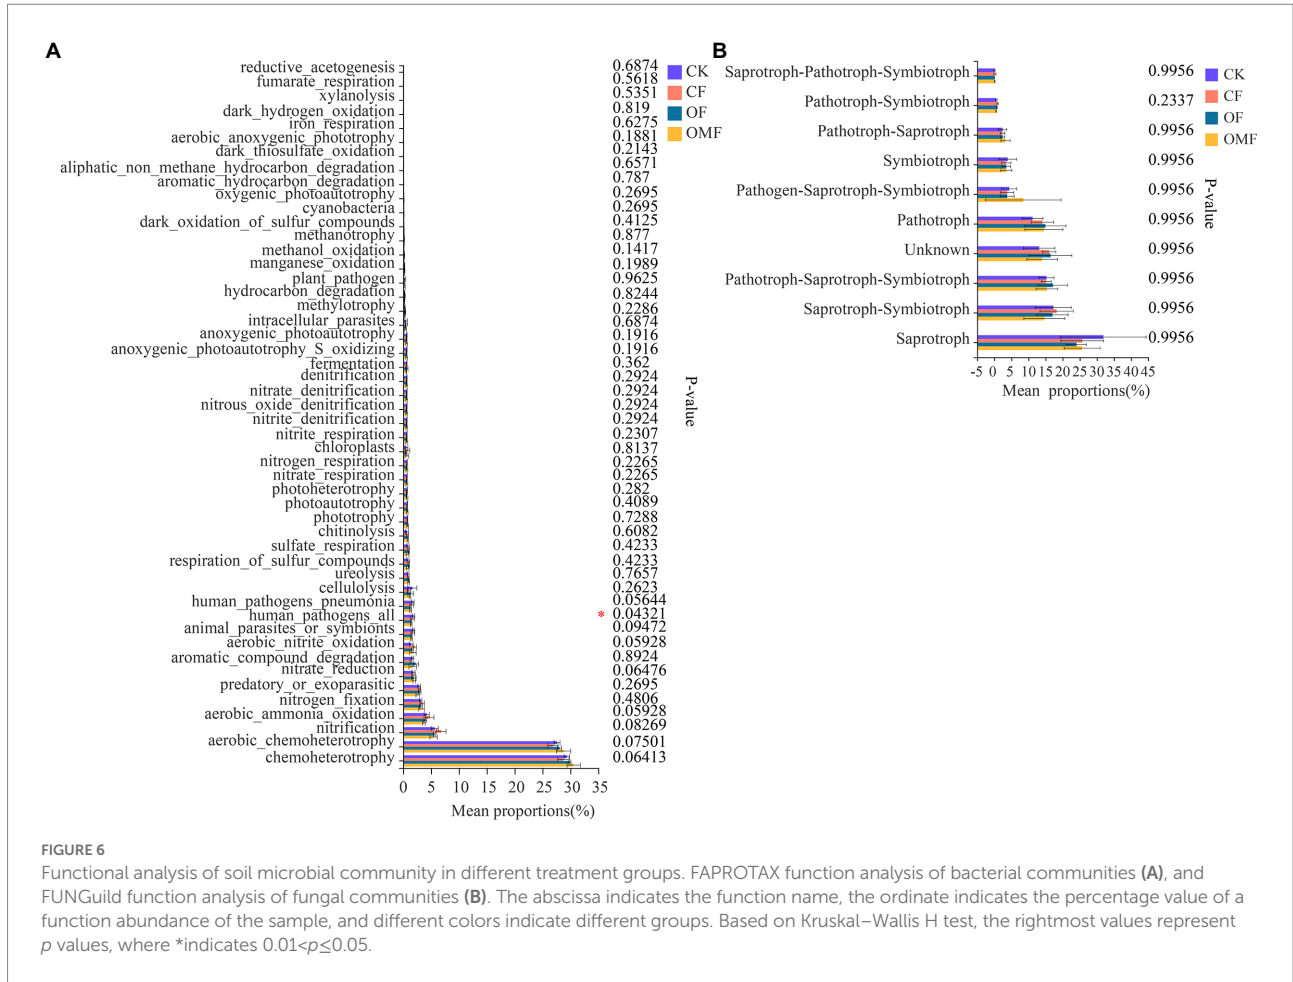 A
reductive_acetogenesis 0.6874
fumarate_respiration 0.5618
xylanolysis 0.5351
dark_hydrogen_oxidation 0.819
iron_respiration 0.6275
aerobic_anoxygenic_phototrophy 0.1881
dark_thiosulfate_oxidation 0.2143
aliphatic_non_methane_hydrocarbon_degradation 0.6571
aromatic_hydrocarbon_degradation 0.787
oxygenic_photoautotrophy 0.2695
cyanobacteria 0.2695
dark_oxidation_of_sulfur_compounds 0.4125
methanotrophy 0.877
methanol_oxidation 0.1417
manganese_oxidation 0.1989
plant_pathogen 0.9625
hydrocarbon_degradation 0.8244
methylotrophy 0.2286
intracellular_parasites 0.6874
anoxygenic_photoautotrophy 0.1916
anoxygenic_photoautotrophy_S_oxidizing 0.1916
fermentation 0.362
denitrification 0.2924
nitrate_denitrification 0.2924
nitrous_oxide_denitrification 0.2924
nitrite_denitrification 0.2924
nitrite_respiration 0.2307
chloroplasts 0.8137
nitrogen_respiration 0.2265
nitrate_respiration 0.2265
photoheterotrophy 0.282
photoautotrophy 0.4089
phototrophy 0.7288
chitinolysis 0.6082
sulfate_respiration 0.4233
respiration_of_sulfur_compounds 0.4233
ureolysis 0.7657
cellulolysis 0.2623
human_pathogens_pneumonia 0.05644
human_pathogens_all * 0.04321
animal_parasites_or_symbionts 0.09472
aerobic_nitrite_oxidation 0.05928
aromatic_compound_degradation 0.8924
nitrate_reduction 0.06476
predatory_or_exoparasitic 0.2695
nitrogen_fixation 0.4806
aerobic_ammonia_oxidation 0.05928
nitrification 0.08269
aerobic_chemoheterotrophy 0.07501
chemoheterotrophy 0.06413
0 5 10 15 20 25 30 35
Mean proportions(%)
CK
CF
OF
OMF
P-value
B
Saprotroph-Pathotroph-Symbiotroph 0.9956
Pathotroph-Symbiotroph 0.2337
Pathotroph-Saprotroph 0.9956
Symbiotroph 0.9956
Pathogen-Saprotroph-Symbiotroph 0.9956
Pathotroph 0.9956
Unknown 0.9956
Pathotroph-Saprotroph-Symbiotroph 0.9956
Saprotroph-Symbiotroph 0.9956
Saprotroph 0.9956
-5 0 5 10 15 20 25 30 35 40 45
Mean proportions(%)
CK
CF
OF
OMF
P-value
FIGURE 6
Functional analysis of soil microbial community in different treatment groups. FAPROTAX function analysis of bacterial communities (A), and
FUNGuild function analysis of fungal communities (B). The abscissa indicates the function name, the ordinate indicates the percentage value of a
function abundance of the sample, and different colors indicate different groups. Based on Kruskal–Wallis H test, the rightmost values represent
p values, where *indicates 0.01<p≤0.05.